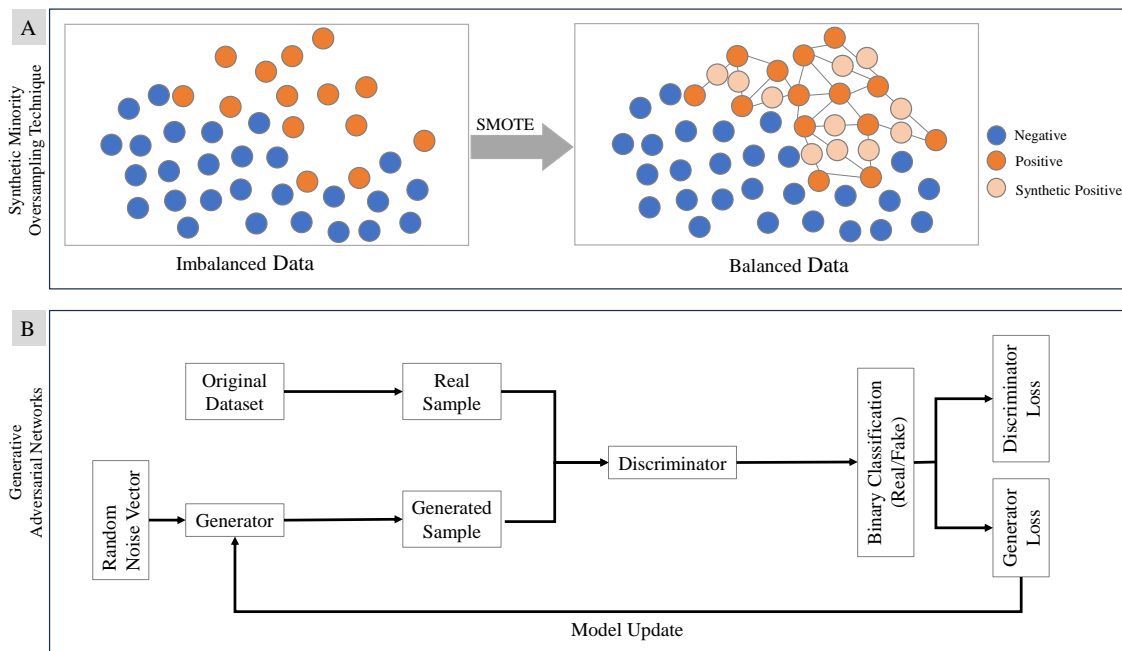 A
Synthetic Minority
Oversampling Technique
SMOTE
Imbalanced Data
Balanced Data
Negative
Positive
Synthetic Positive
B
Generative
Adversarial Networks
Original
Dataset
Real
Sample
Random
Noise Vector
Generator
Generated
Sample
Discriminator
Binary Classification
(Real/Fake)
Discriminator
Loss
Generator
Loss
Model Update